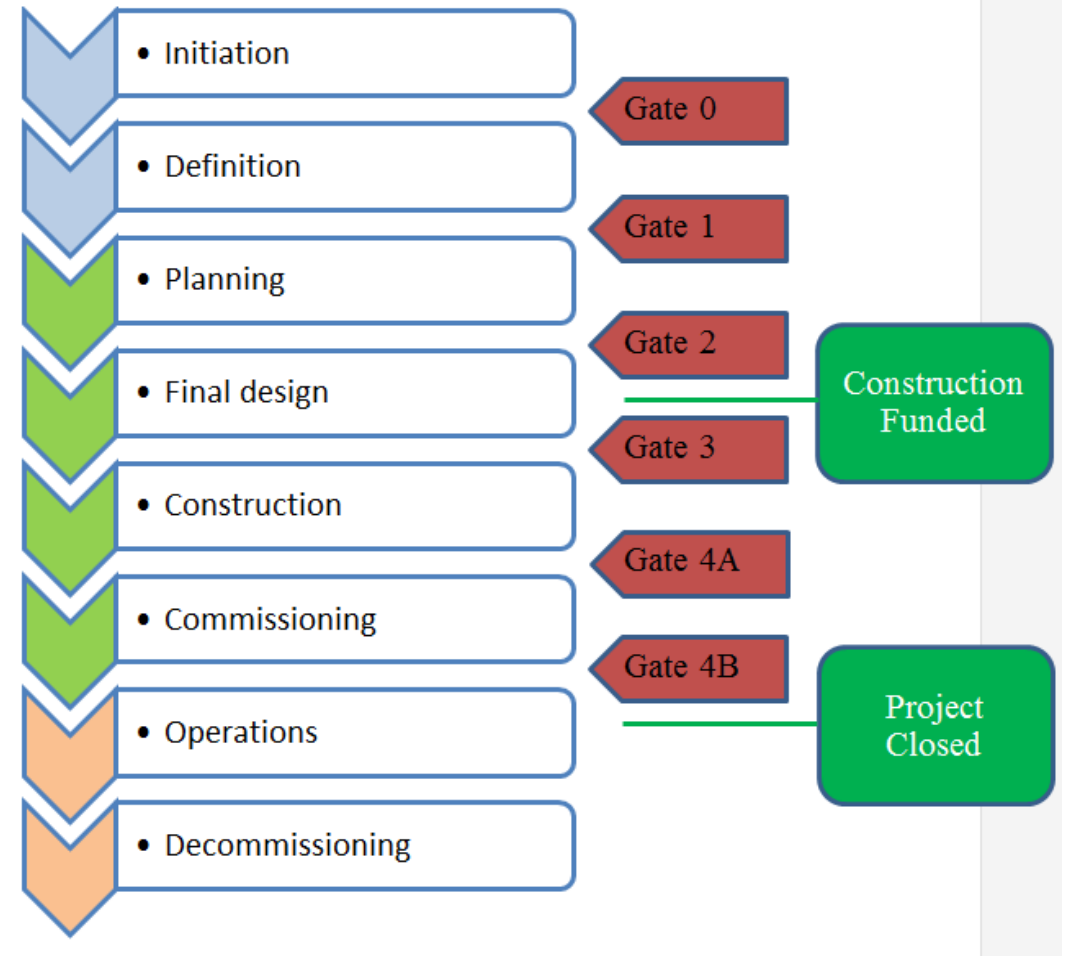 • Initiation
Gate 0
• Definition
Gate 1
• Planning
Gate 2
Construction
Funded
• Final design
Gate 3
• Construction
Gate 4A
• Commissioning
Gate 4B
Project
Closed
• Operations
• Decommissioning